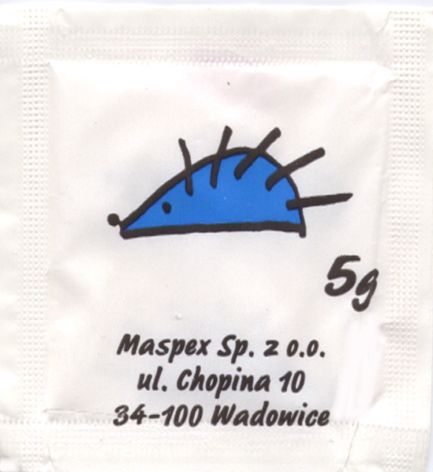 5g
Maspex Sp. z o.o.
ul. Chopina 10
34-100 Wadowice